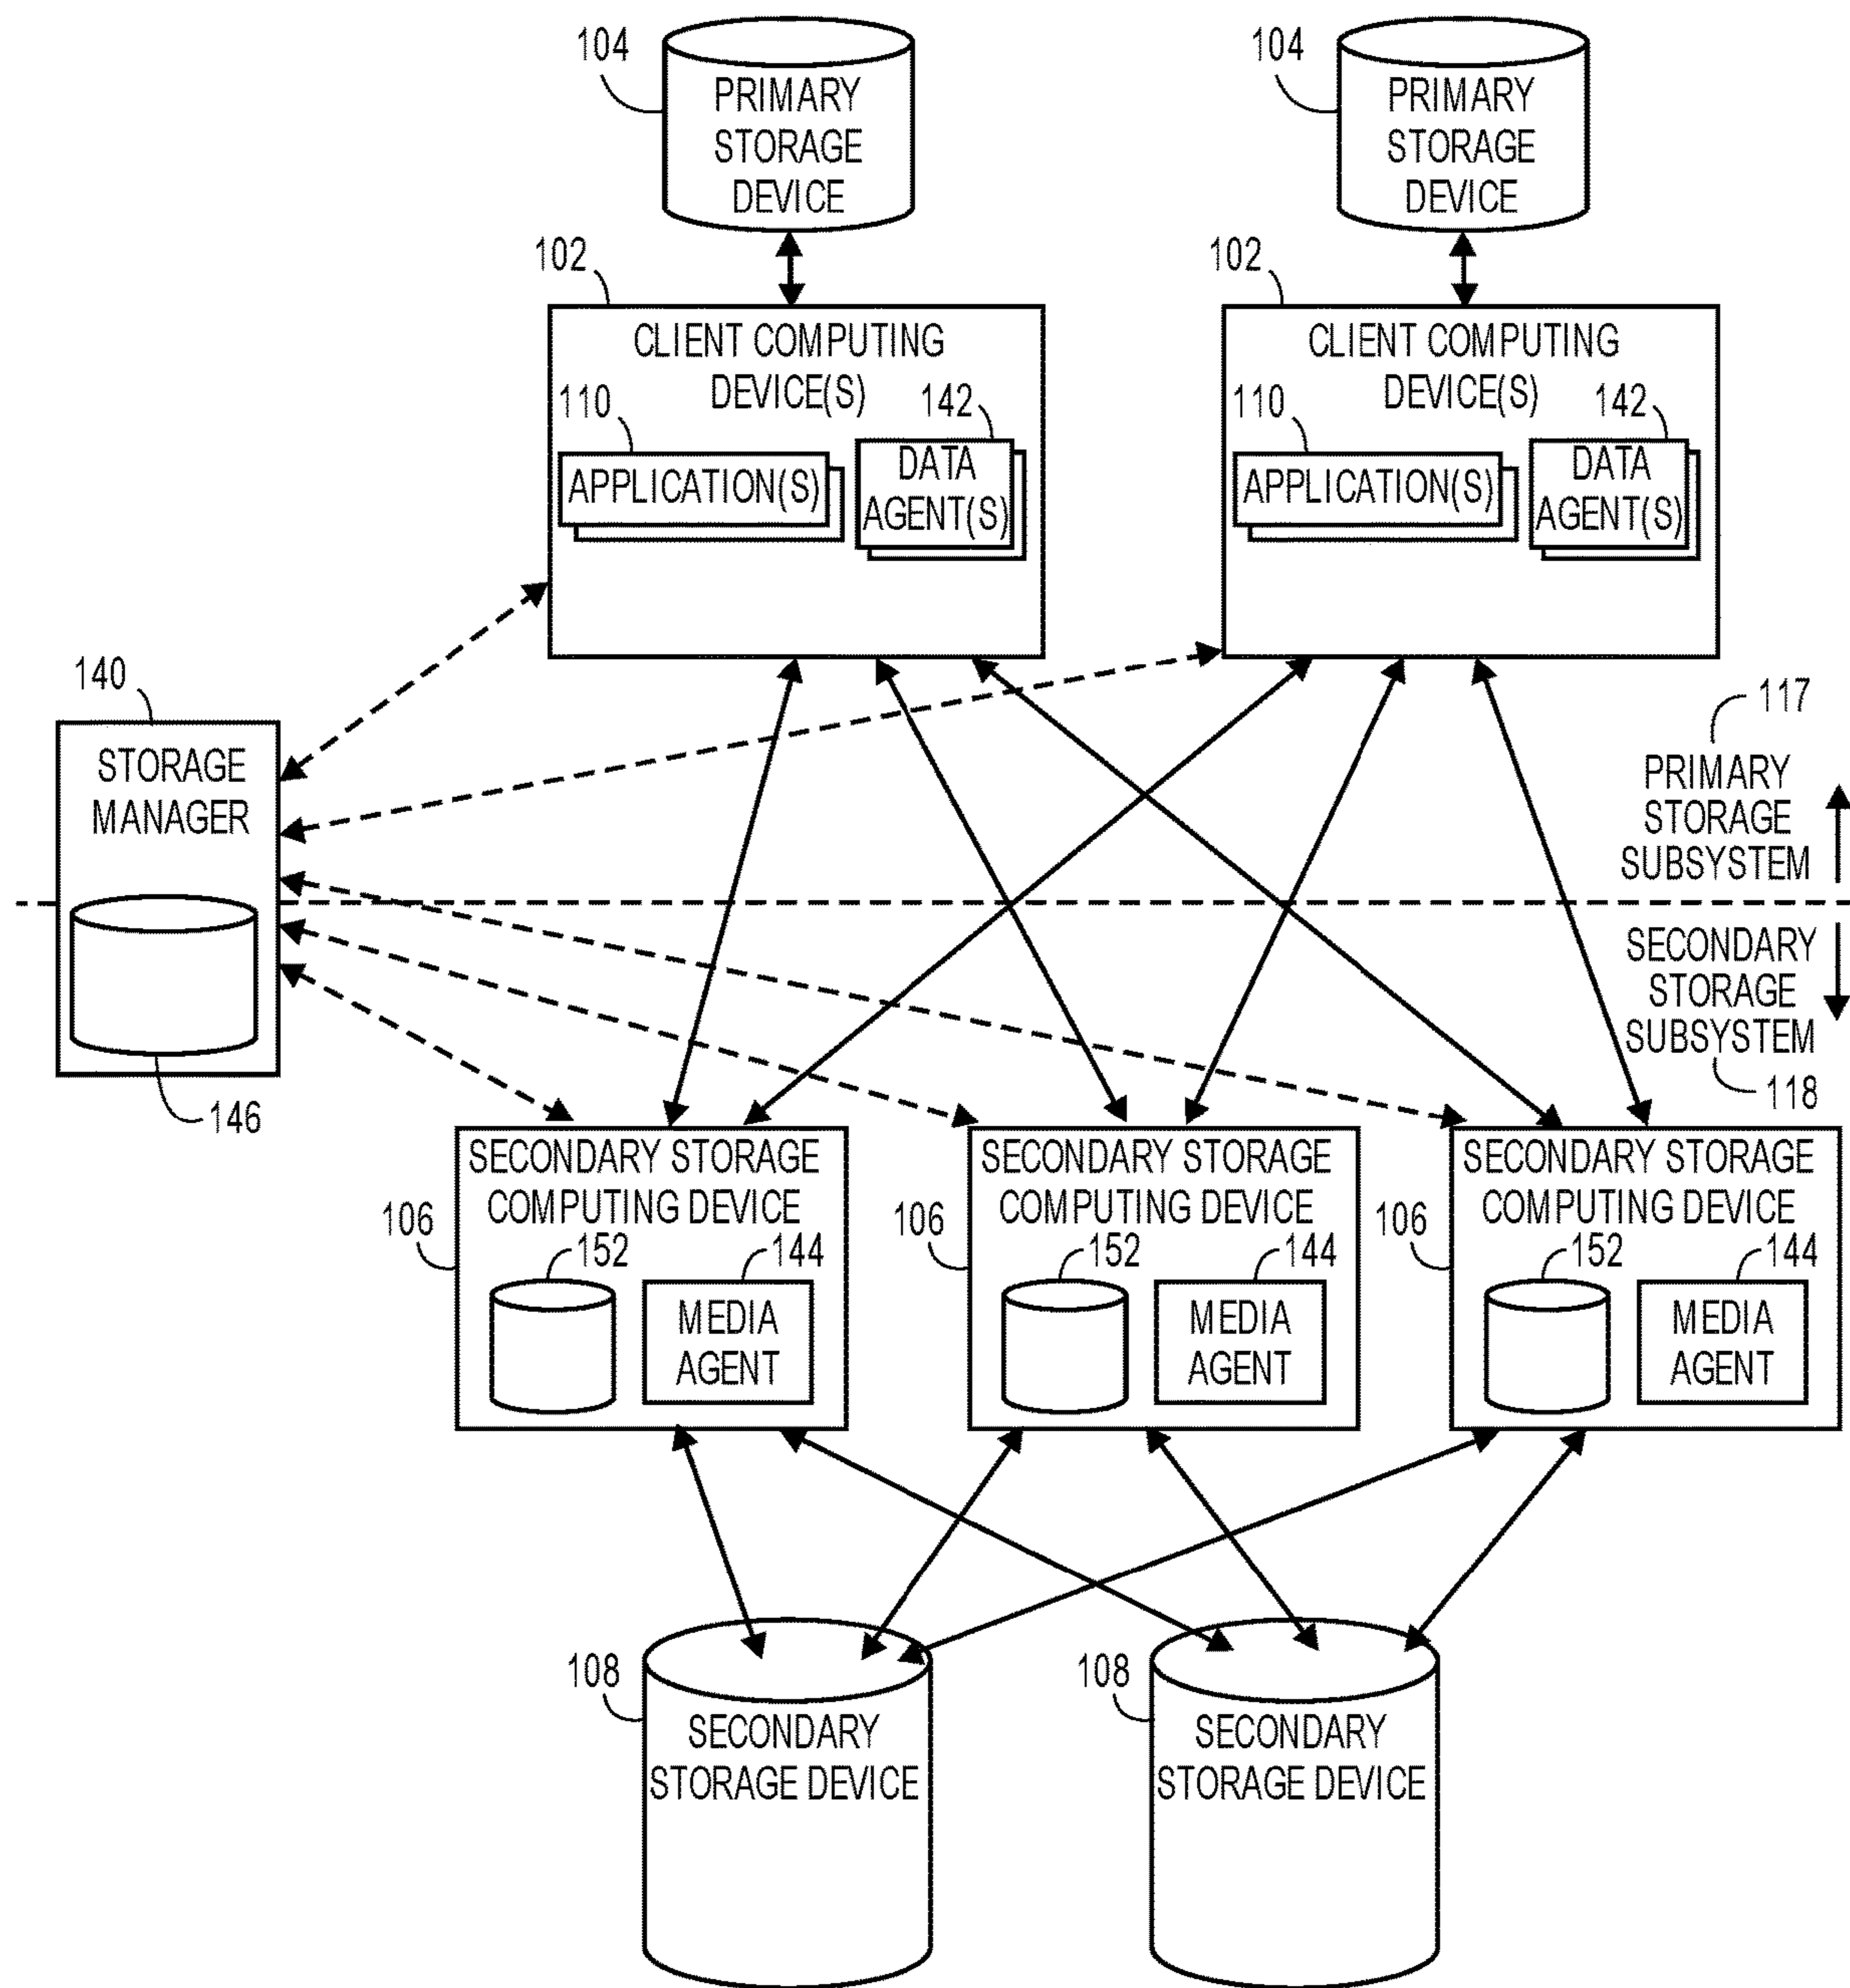 104
PRIMARY
STORAGE
DEVICE
104
PRIMARY
STORAGE
DEVICE
102
CLIENT COMPUTING
DEVICE(S)
110
APPLICATION(S)
142
DATA
AGENT(S)
102
CLIENT COMPUTING
DEVICE(S)
110
APPLICATION(S)
142
DATA
AGENT(S)
140
STORAGE
MANAGER
146
117
PRIMARY
STORAGE
SUBSYSTEM
SECONDARY
STORAGE
SUBSYSTEM
118
106
SECONDARY STORAGE
COMPUTING DEVICE
152
144
MEDIA
AGENT
106
SECONDARY STORAGE
COMPUTING DEVICE
152
144
MEDIA
AGENT
106
SECONDARY STORAGE
COMPUTING DEVICE
152
144
MEDIA
AGENT
108
SECONDARY
STORAGE DEVICE
108
SECONDARY
STORAGE DEVICE